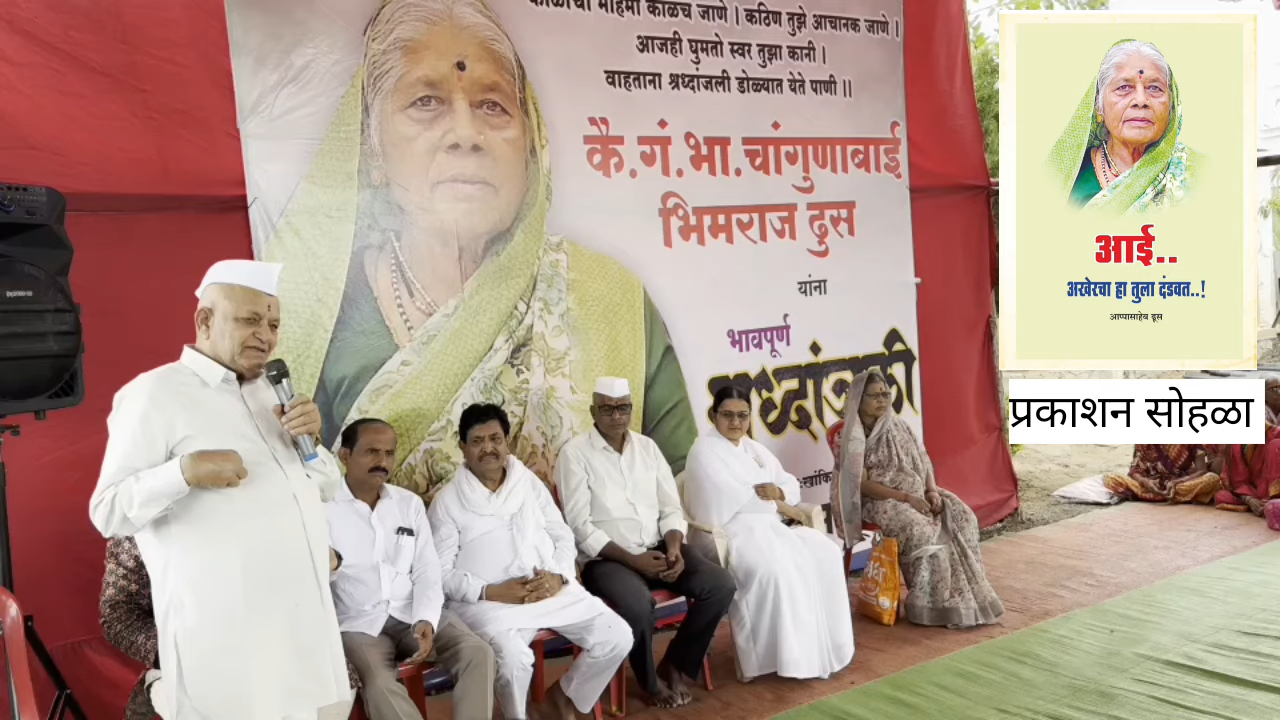 काळाचा महिमा काळच जाणे । कठिण तुझे आचानक जाणे ।
आजही घुमतो स्वर तुझा कानी ।
वाहताना श्रध्दांजली डोळ्यात येते पाणी ।।
कै.गं.भा.चांगुणाबाई
भिमराज ढुस
यांना
भावपूर्ण
श्रध्दांजली
आई..
अखेरचा हा तुला दंडवत..!
आप्पासाहेब ढूस
प्रकाशन सोहळा